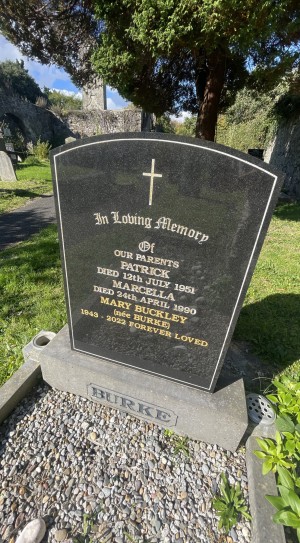 In Loving Memory
Of
OUR PARENTS
PATRICK
DIED 12th JULY 1951
MARCELLA
DIED 24th APRIL 1990
MARY BUCKLEY
(née BURKE)
1943 - 2022 FOREVER LOVED
BURKE